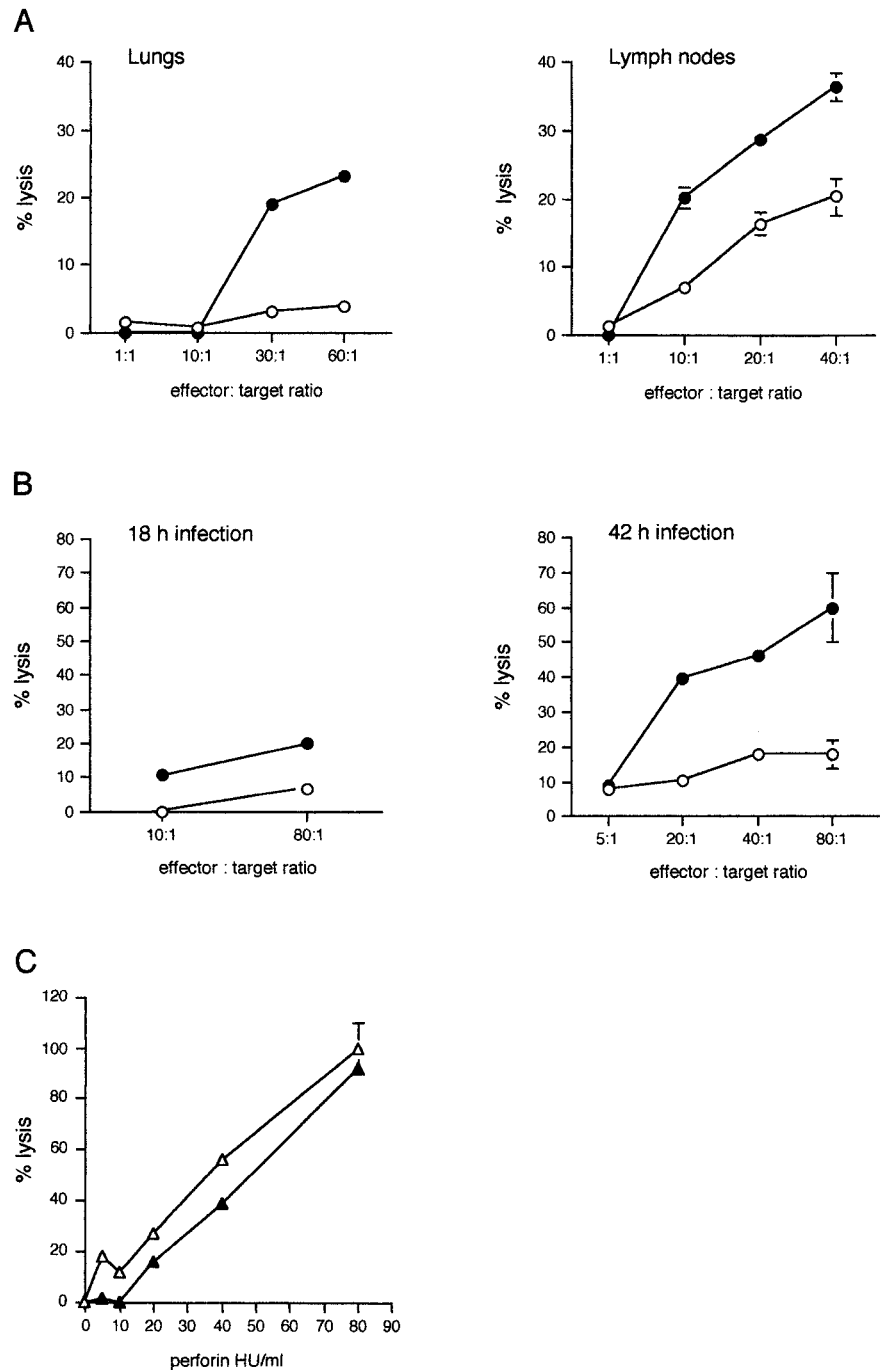 A
Lungs
40
30
20
10
0
% lysis
1:1 10:1 30:1 60:1
effector: target ratio
Lymph nodes
40
30
20
10
0
% lysis
1:1 10:1 20:1 40:1
effector : target ratio
B
18 h infection
80
70
60
50
40
30
20
10
0
% lysis
10:1 80:1
effector : target ratio
42 h infection
80
70
60
50
40
30
20
10
0
% lysis
5:1 20:1 40:1 80:1
effector : target ratio
C
120
100
80
60
40
20
0
% lysis
0 10 20 30 40 50 60 70 80 90
perforin HU/ml